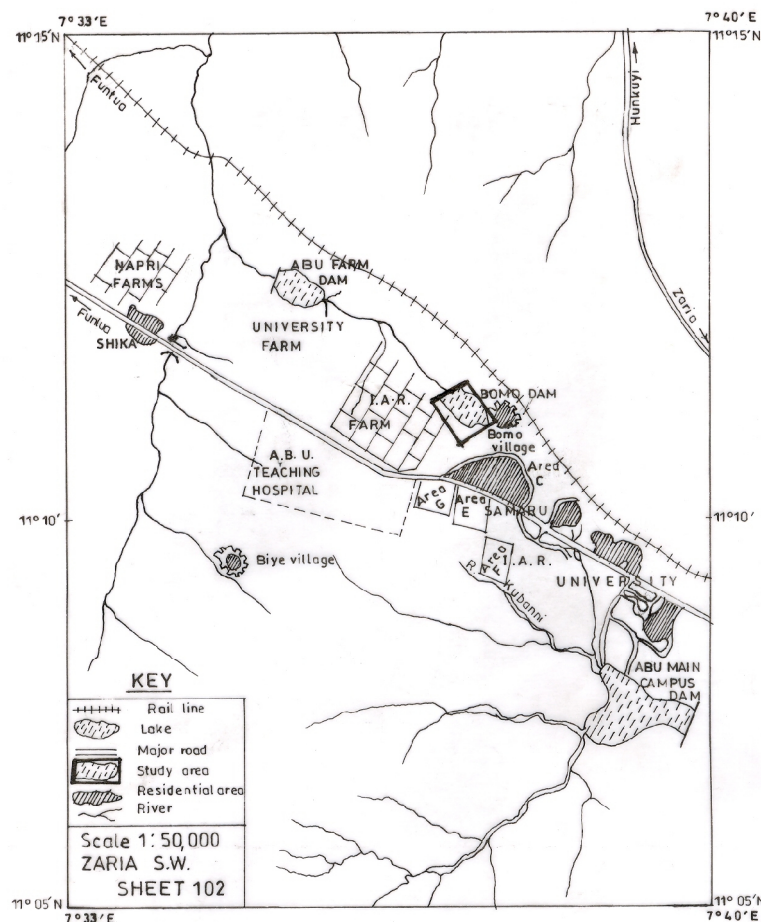 7° 33′E
7° 40′E
11° 15′N
11° 15′N
Funtua
Hunkuyi
NAPRI
FARMS
ABU FARM
DAM
Funtua
SHIKA
UNIVERSITY
FARM
Zaria
I.A.R.
FARM
BOMO DAM
Bomo
village
A.B.U.
TEACHING
HOSPITAL
Area
C
Area
G
Area
E
SAMARU
11° 10′
11° 10′N
Biye village
Area
F
I.A.R.
R. Kubanni
UNIVERSITY
ABU MAIN
CAMPUS
DAM
KEY
Rail line
Lake
Major road
Study area
Residential area
River
Scale 1:50,000
ZARIA S.W.
SHEET 102
11° 05′N
11° 05′N
7° 33′E
7° 40′E